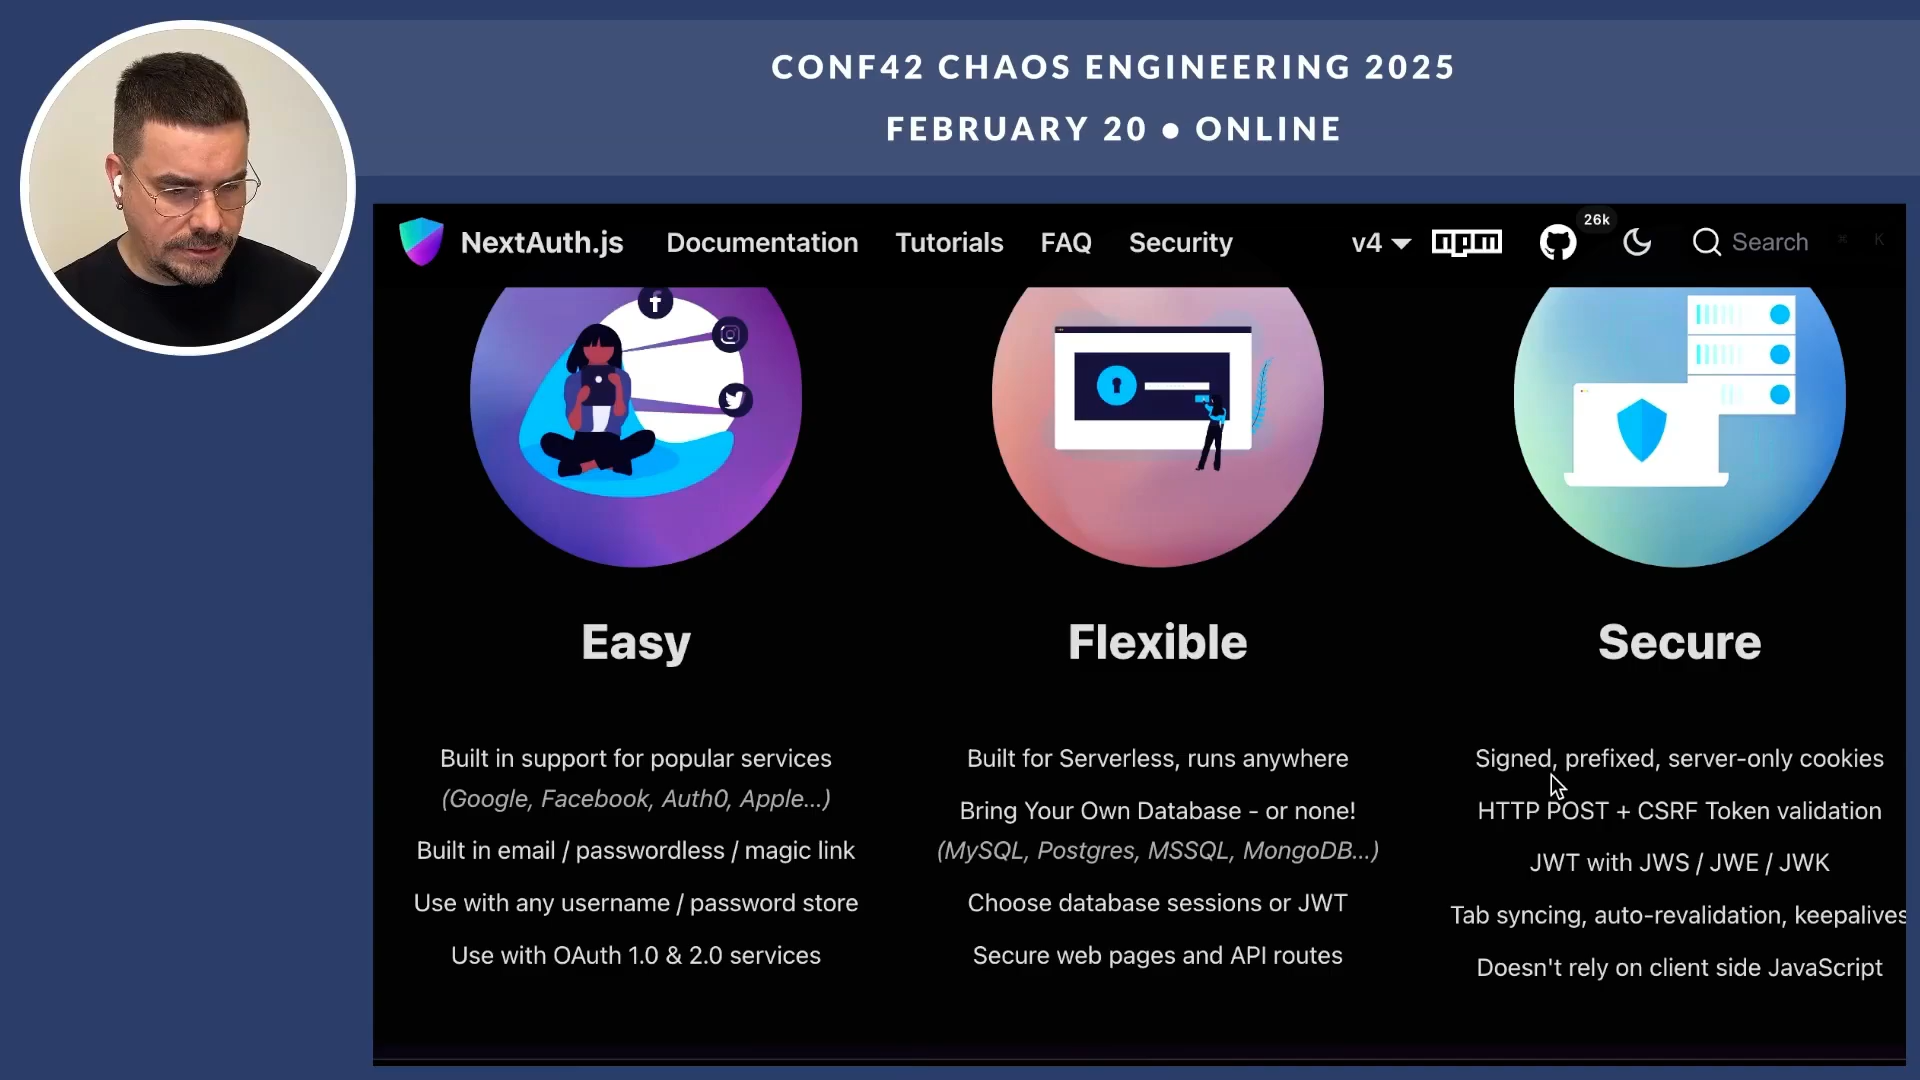 CONF42 CHAOS ENGINEERING 2025
FEBRUARY 20 • ONLINE
NextAuth.js Documentation Tutorials FAQ Security v4 npm 26k Search ⌘ K
Easy
Built in support for popular services
(Google, Facebook, Auth0, Apple...)
Built in email / passwordless / magic link
Use with any username / password store
Use with OAuth 1.0 & 2.0 services
Flexible
Built for Serverless, runs anywhere
Bring Your Own Database - or none!
(MySQL, Postgres, MSSQL, MongoDB...)
Choose database sessions or JWT
Secure web pages and API routes
Secure
Signed, prefixed, server-only cookies
HTTP POST + CSRF Token validation
JWT with JWS / JWE / JWK
Tab syncing, auto-revalidation, keepalives
Doesn't rely on client side JavaScript